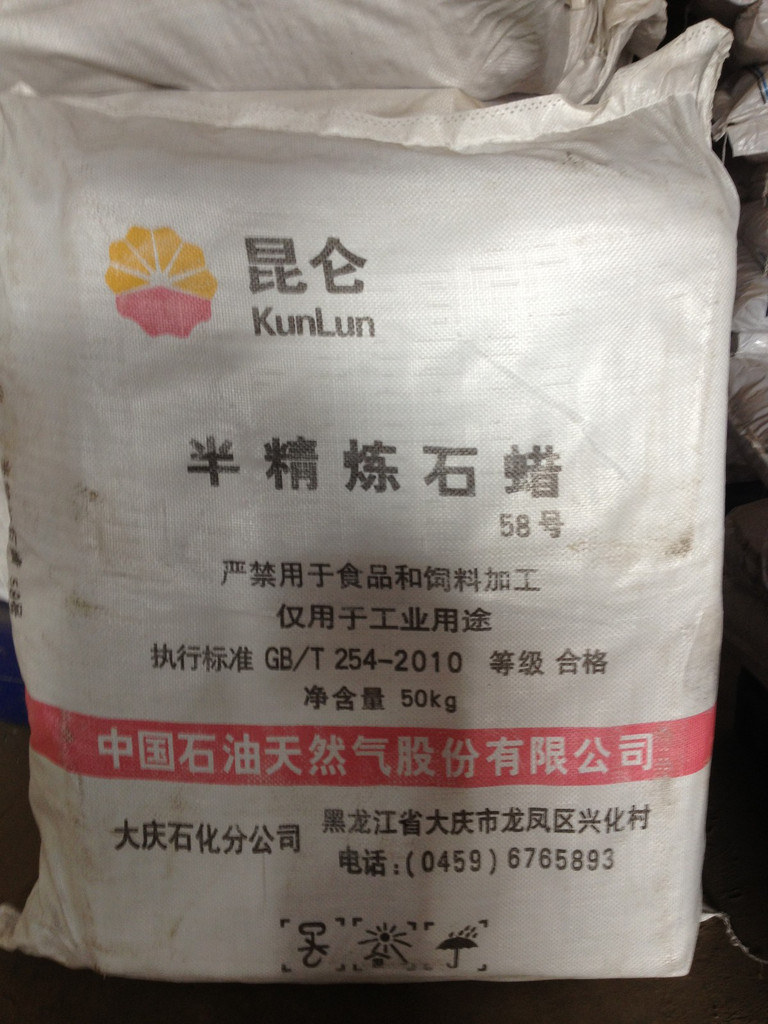 昆仑
KunLun
半精炼石蜡
58号
严禁用于食品和饲料加工
仅用于工业用途
执行标准 GB/T 254-2010 等级 合格
净含量 50kg
中国石油天然气股份有限公司
大庆石化分公司
黑龙江省大庆市龙凤区兴化村
电话:(0459)6765893